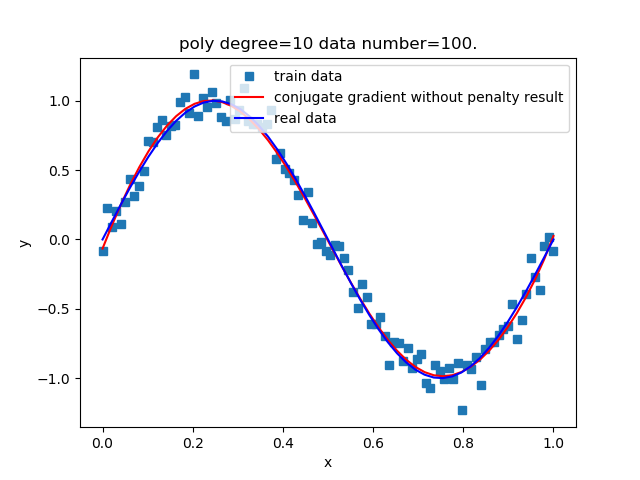 poly degree=10 data number=100.
train data
conjugate gradient without penalty result
real data
1.0
0.5
0.0
−0.5
−1.0
y
0.0 0.2 0.4 0.6 0.8 1.0
x